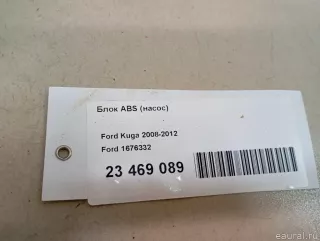 Блок ABS (насос)
Ford Kuga 2008-2012
Ford 1676332
23 469 089
eaural.ru